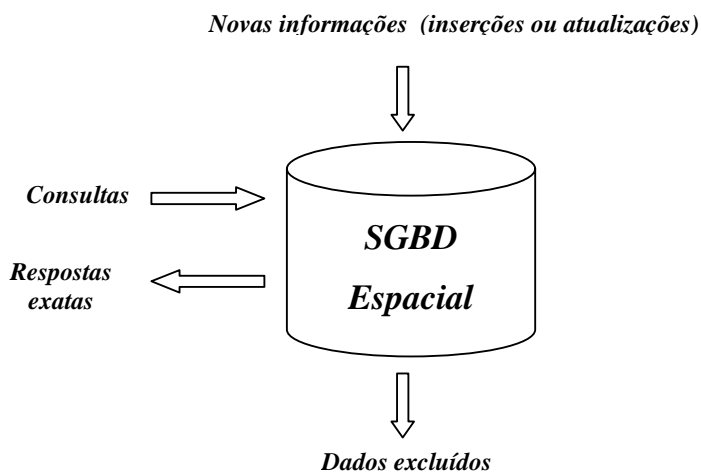 Novas informações (inserções ou atualizações)
Consultas
SGBD
Espacial
Respostas
exatas
Dados excluídos